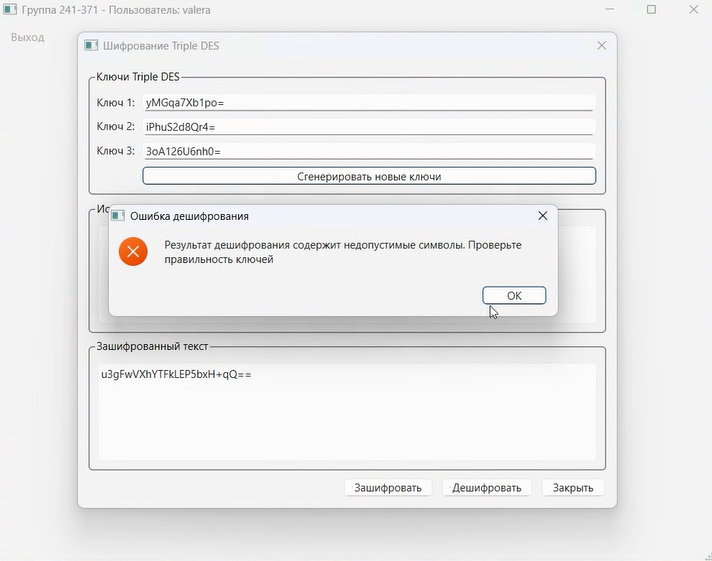 Группа 241-371 - Пользователь: valera
Выход
Шифрование Triple DES
Ключи Triple DES
Ключ 1: yMGqa7Xb1po=
Ключ 2: iPhuS2d8Qr4=
Ключ 3: 3oA126U6nh0=
Сгенерировать новые ключи
Ис
Ошибка дешифрования
Результат дешифрования содержит недопустимые символы. Проверьте
правильность ключей
OK
Зашифрованный текст
u3gFwVXhYTFkLEP5bxH+qQ==
Зашифровать Дешифровать Закрыть